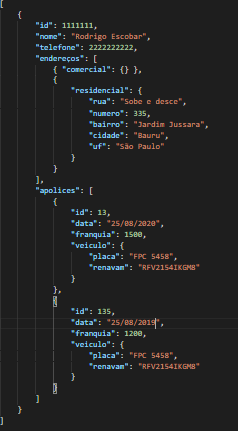 [
{
"id": 1111111,
"nome": "Rodrigo Escobar",
"telefone": 2222222222,
"endereços": [
{ "comercial": {} },
{
"residencial": {
"rua": "Sobe e desce",
"numero": 335,
"bairro": "Jardim Jussara",
"cidade": "Bauru",
"uf": "São Paulo"
}
}
],
"apolices": [
{
"id": 13,
"data": "25/08/2020",
"franquia": 1500,
"veiculo": {
"placa": "FPC 5458",
"renavam": "RFV2154IKGM8"
}
},
{
"id": 135,
"data": "25/08/2019",
"franquia": 1200,
"veiculo": {
"placa": "FPC 5458",
"renavam": "RFV2154IKGM8"
}
}
]
}
]